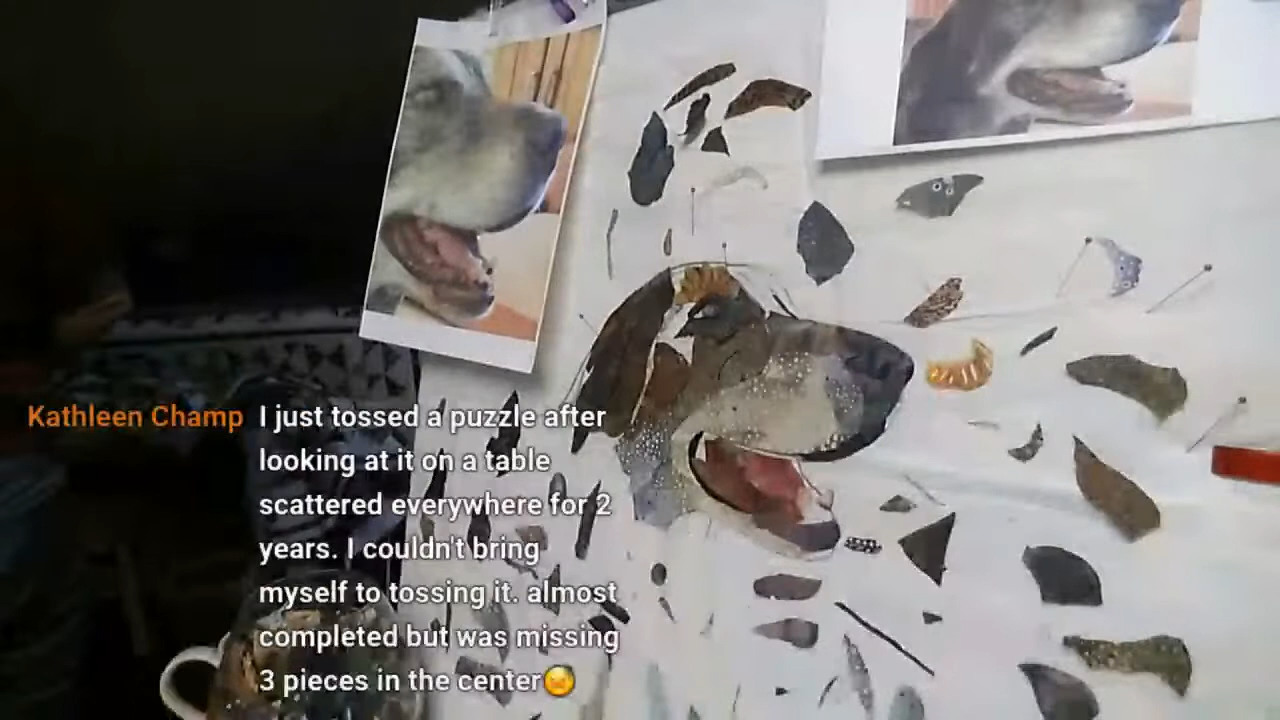 Kathleen Champ I just tossed a puzzle after
looking at it on a table
scattered everywhere for 2
years. I couldn't bring
myself to tossing it. almost
completed but was missing
3 pieces in the center😕